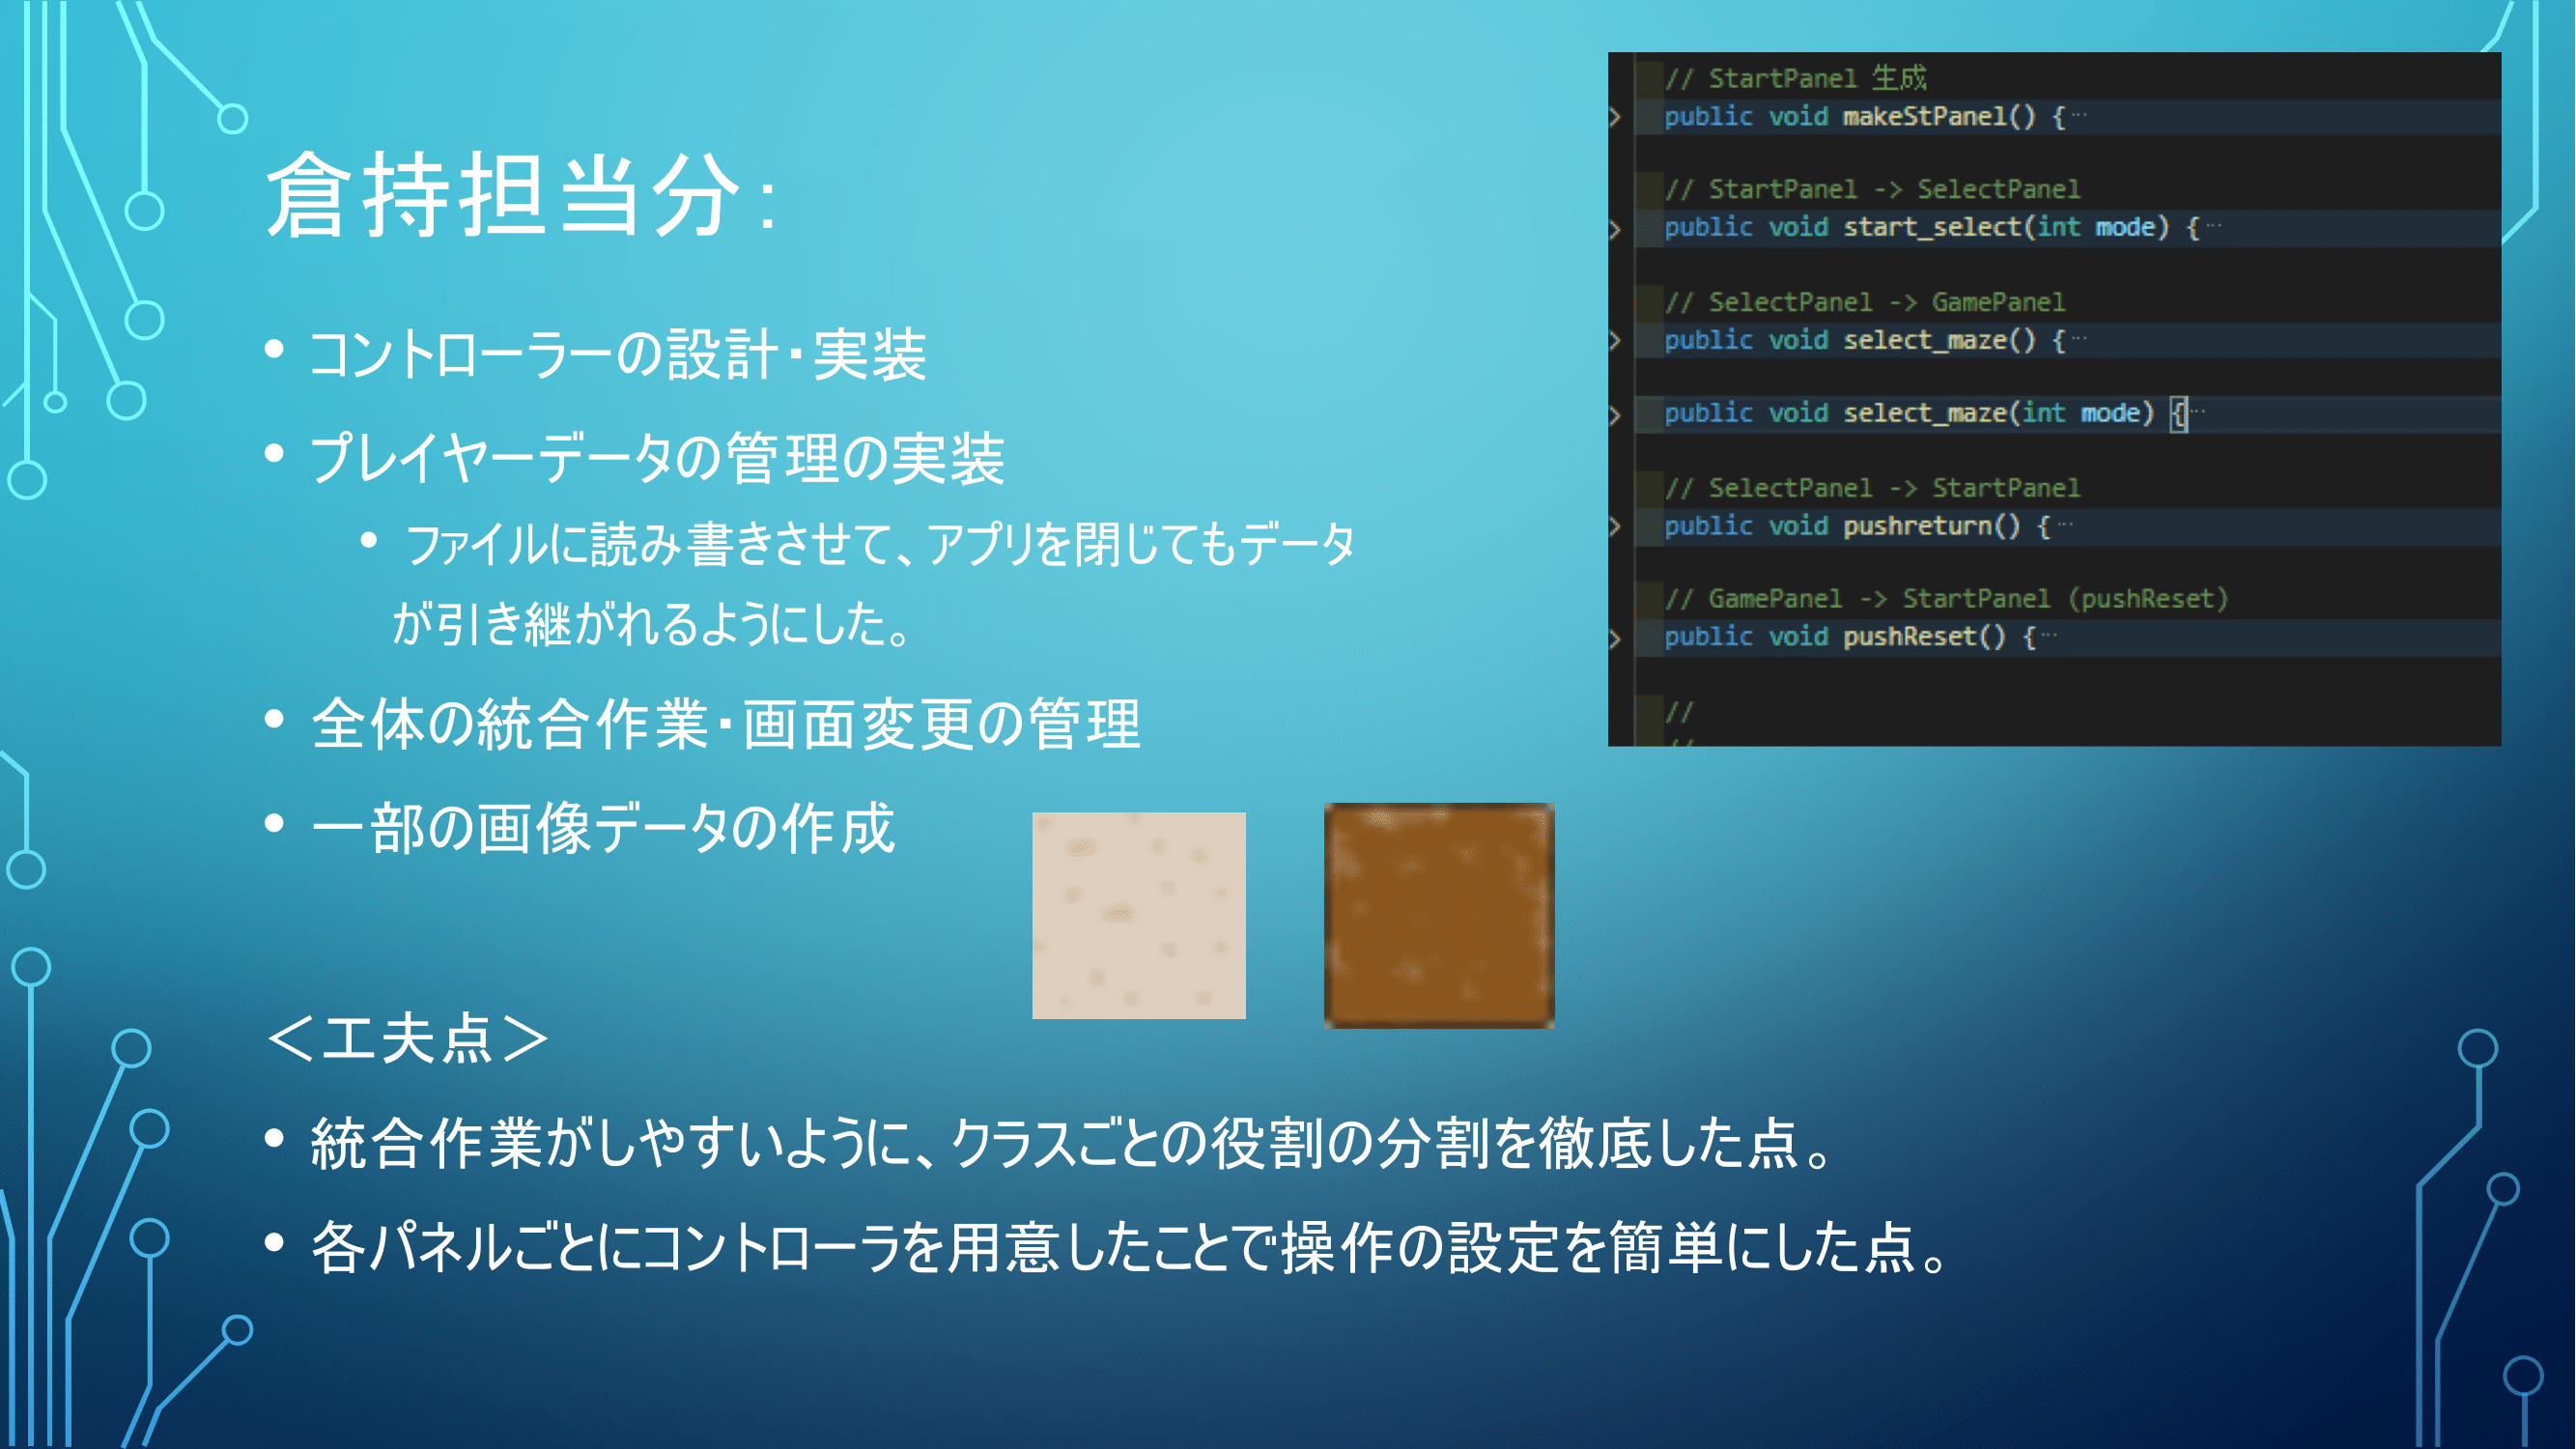 倉持担当分:
• コントローラーの設計・実装
• プレイヤーデータの管理の実装
• ファイルに読み書きさせて、アプリを閉じてもデータ
が引き継がれるようにした。
• 全体の統合作業・画面変更の管理
• 一部の画像データの作成
＜工夫点＞
• 統合作業がしやすいように、クラスごとの役割の分割を徹底した点。
• 各パネルごとにコントローラを用意したことで操作の設定を簡単にした点。
// StartPanel 生成
public void makeStPanel() {…
// StartPanel -> SelectPanel
public void start_select(int mode) {…
// SelectPanel -> GamePanel
public void select_maze() {…
public void select_maze(int mode) {…
// SelectPanel -> StartPanel
public void pushreturn() {…
// GamePanel -> StartPanel (pushReset)
public void pushReset() {…
//